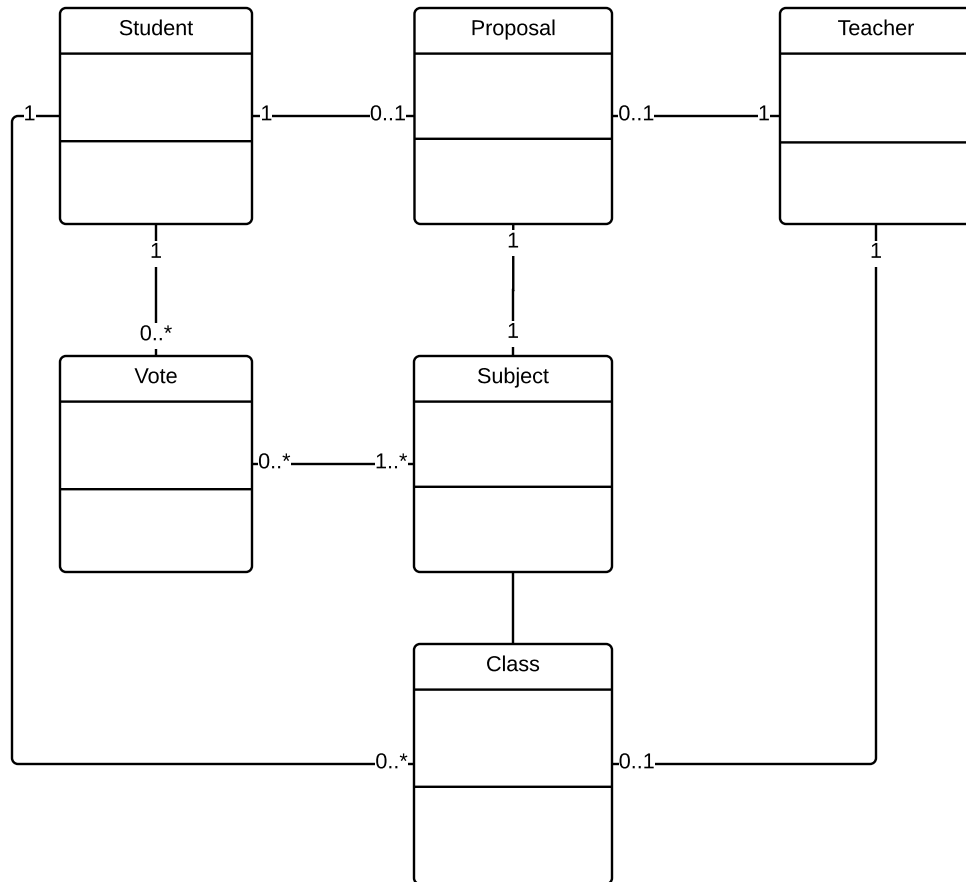 Student
Proposal
Teacher
1
1
0..1
0..1
1
1
1
1
0..*
1
Vote
Subject
0..*
1..*
Class
0..*
0..1